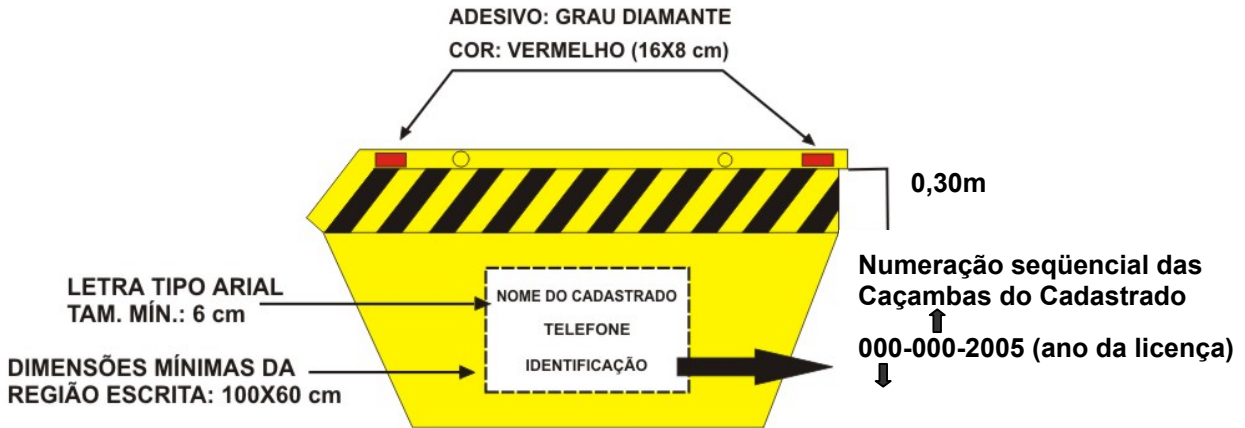 ADESIVO: GRAU DIAMANTE
COR: VERMELHO (16X8 cm)
0,30m
LETRA TIPO ARIAL
TAM. MÍN.: 6 cm
DIMENSÕES MÍNIMAS DA
REGIÃO ESCRITA: 100X60 cm
NOME DO CADASTRADO
TELEFONE
IDENTIFICAÇÃO
Numeração seqüencial das
Caçambas do Cadastrado
000-000-2005 (ano da licença)